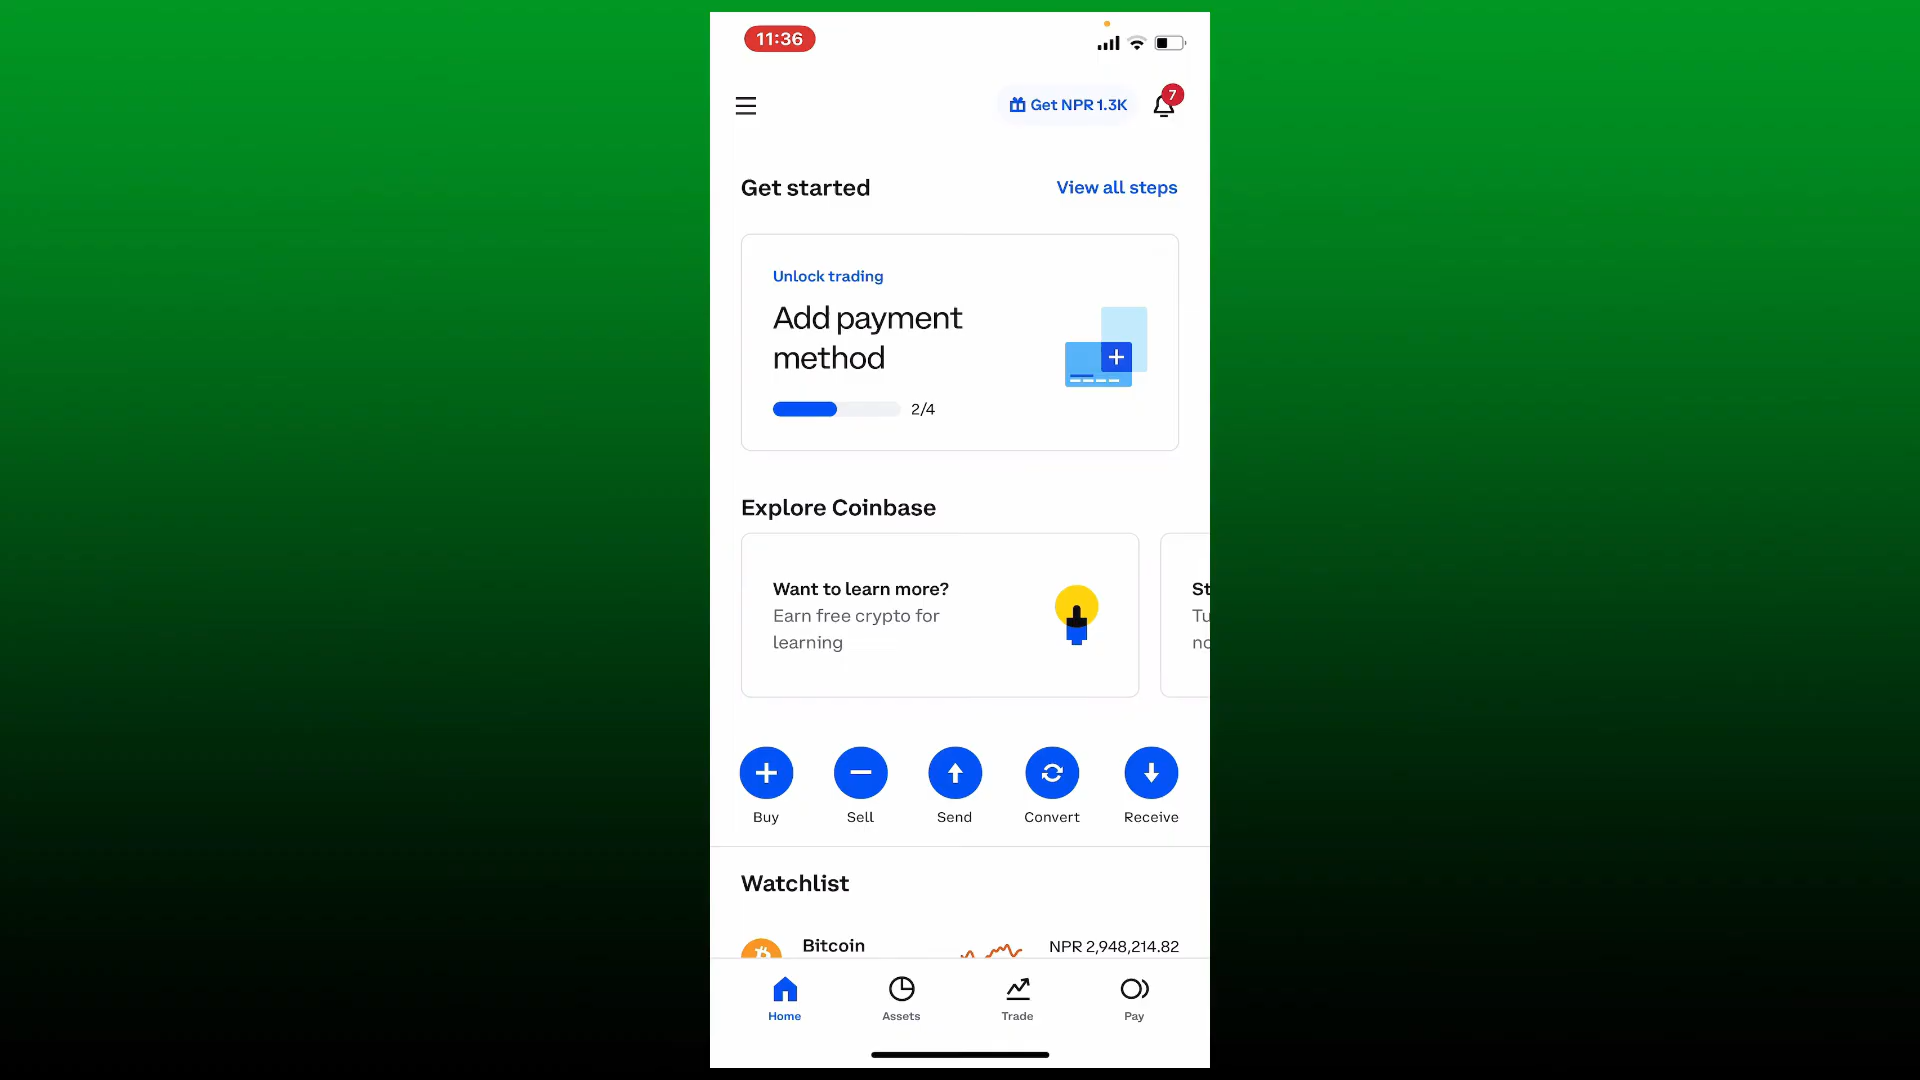 11:36
Get NPR 1.3K
7
Get started
View all steps
Unlock trading
Add payment
method
2/4
Explore Coinbase
Want to learn more?
Earn free crypto for
learning
St
Tu
no
Buy
Sell
Send
Convert
Receive
Watchlist
Bitcoin
NPR 2,948,214.82
Home
Assets
Trade
Pay